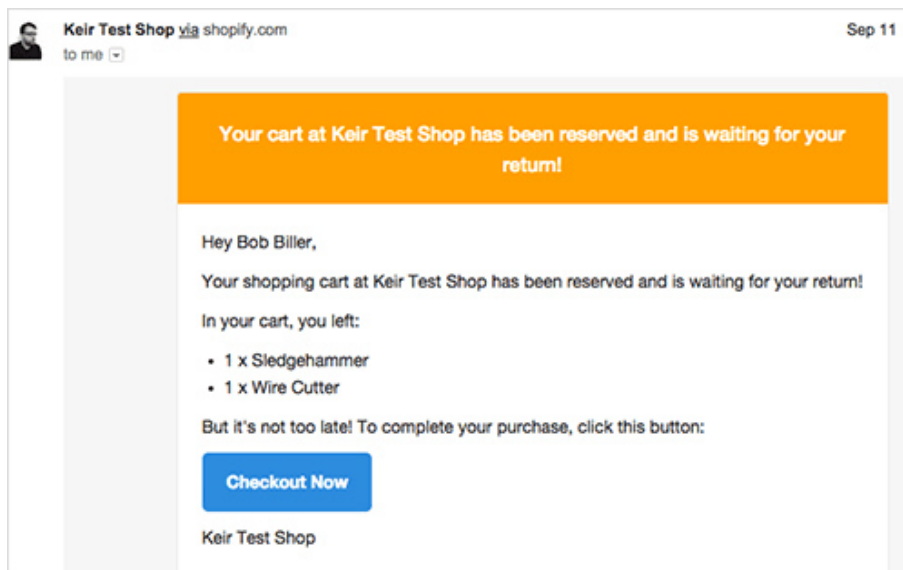 Keir Test Shop via shopify.com
Sep 11
to me
Your cart at Keir Test Shop has been reserved and is waiting for your
return!
Hey Bob Biller,
Your shopping cart at Keir Test Shop has been reserved and is waiting for your return!
In your cart, you left:
• 1 x Sledgehammer
• 1 x Wire Cutter
But it's not too late! To complete your purchase, click this button:
Checkout Now
Keir Test Shop